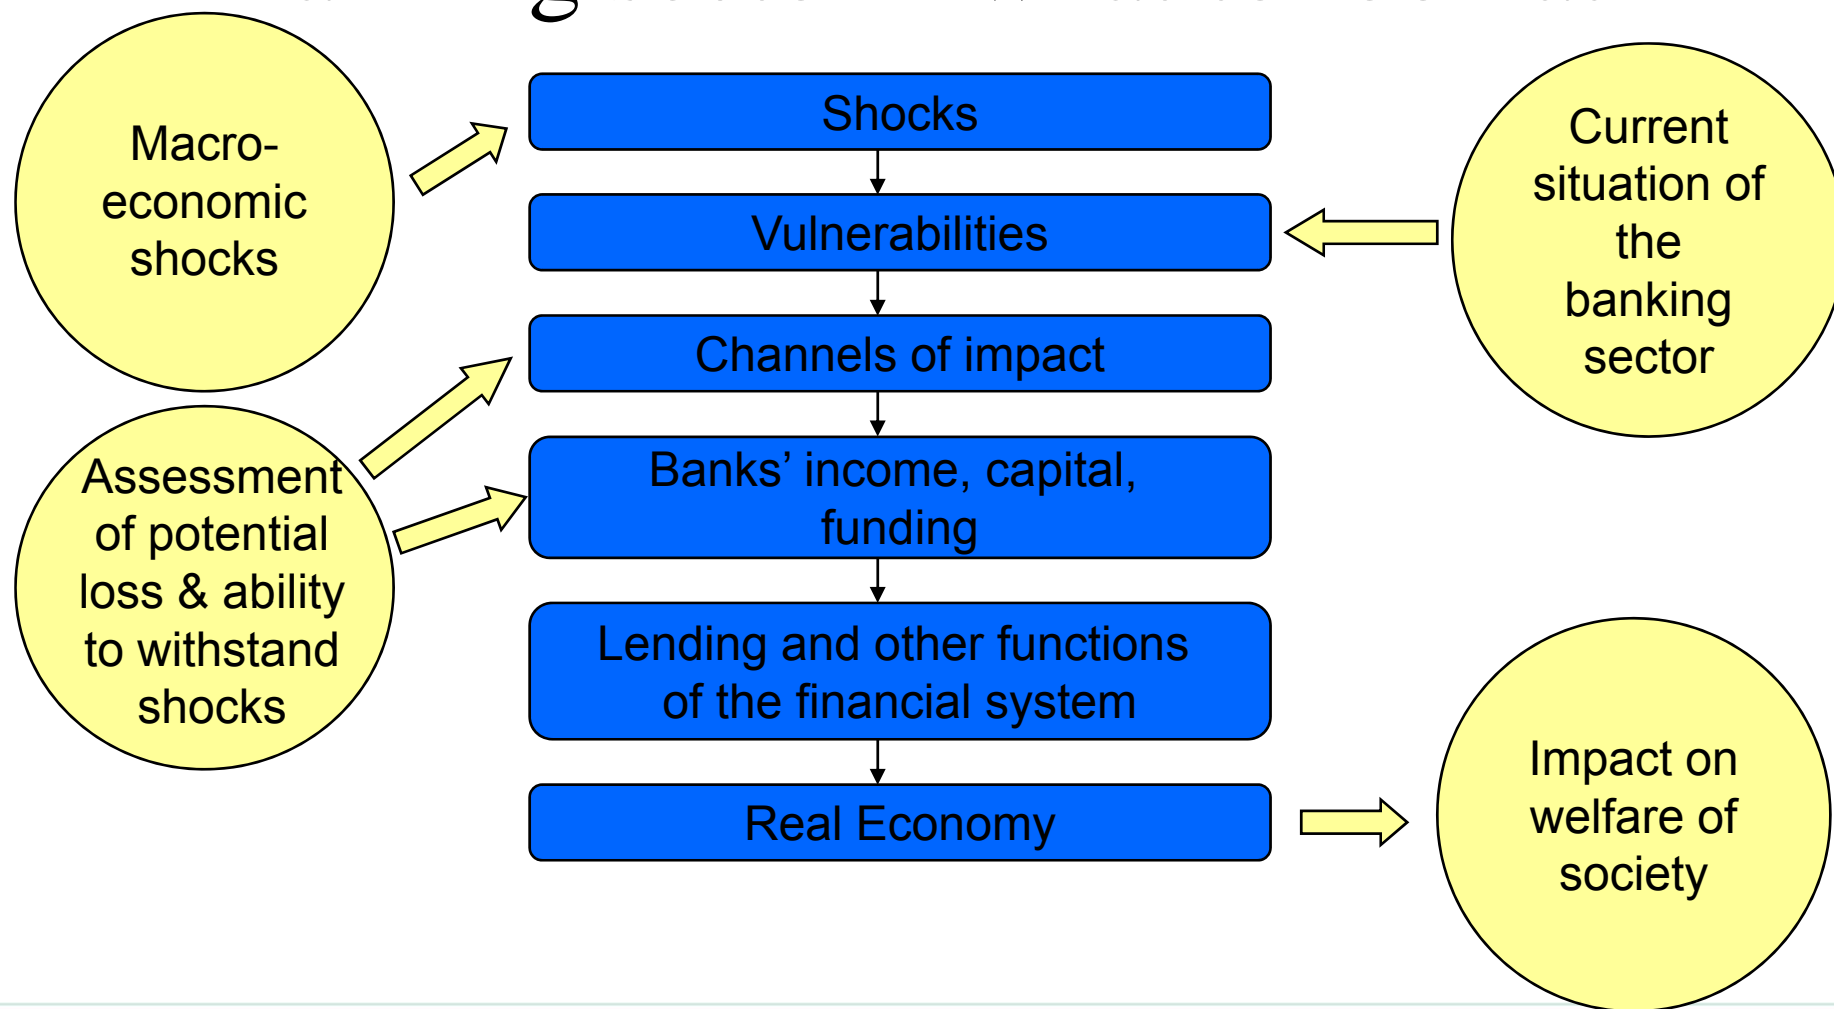 Macro-
economic
shocks
Shocks
Vulnerabilities
Current
situation of
the
banking
sector
Channels of impact
Assessment
of potential
loss & ability
to withstand
shocks
Banks’ income, capital,
funding
Lending and other functions
of the financial system
Real Economy
Impact on
welfare of
society